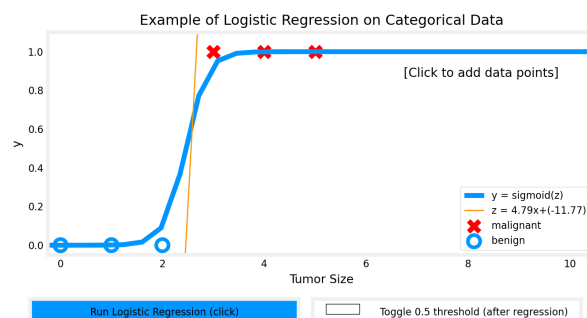 Example of Logistic Regression on Categorical Data
1.0
[Click to add data points]
0.8
0.6
y
0.4
0.2
0.0
y = sigmoid(z)
z = 4.79x+(-11.77)
malignant
benign
0 2 4 6 8 10
Tumor Size
Run Logistic Regression (click)
Toggle 0.5 threshold (after regression)